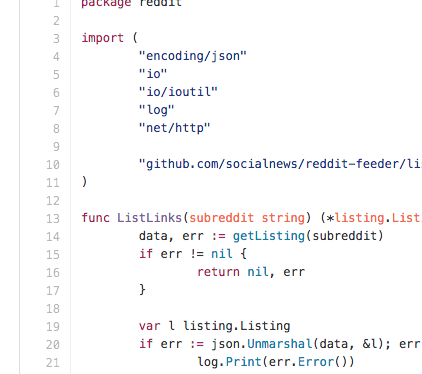 1 package reddit
2
3 import (
4 "encoding/json"
5 "io"
6 "io/ioutil"
7 "log"
8 "net/http"
9
10 "github.com/socialnews/reddit-feeder/lis
11 )
12
13 func ListLinks(subreddit string) (*listing.List
14 data, err := getListing(subreddit)
15 if err != nil {
16 return nil, err
17 }
18
19 var l listing.Listing
20 if err := json.Unmarshal(data, &l); err
21 log.Print(err.Error())